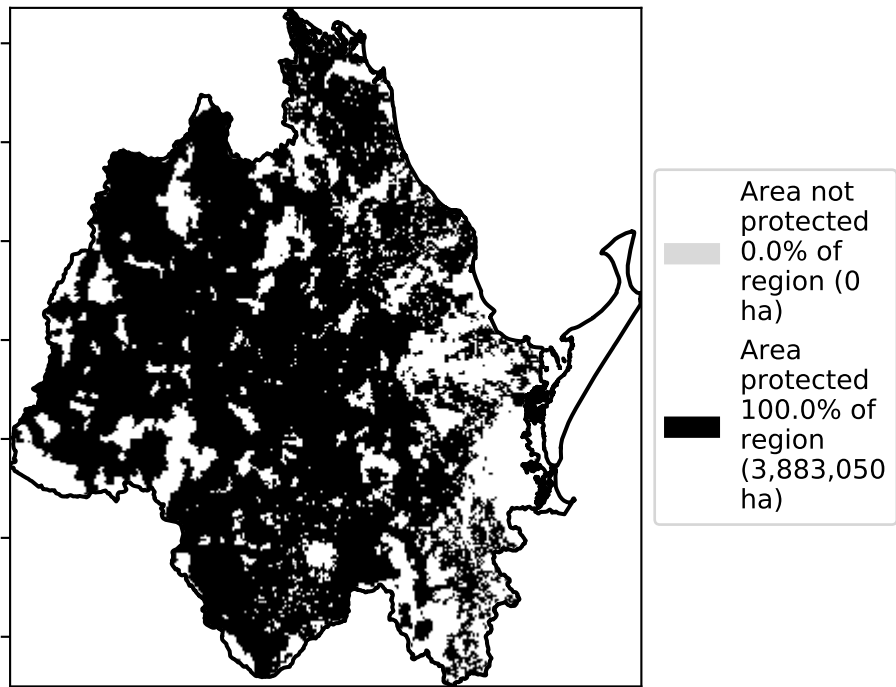 Area not
protected
0.0% of
region (0
ha)
Area
protected
100.0% of
region
(3,883,050
ha)